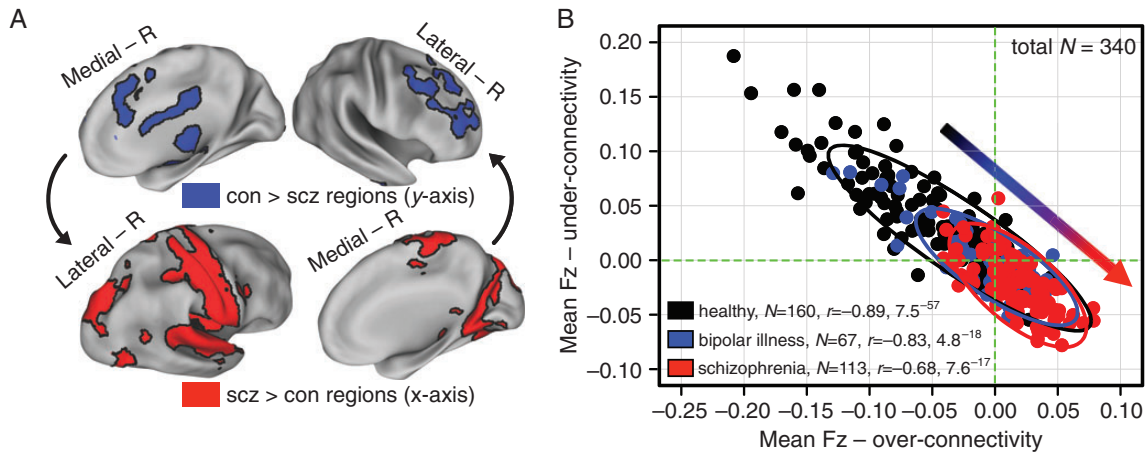 A
Medial – R
Lateral – R
con > scz regions (y-axis)
Lateral – R
Medial – R
scz > con regions (x-axis)
B
total N = 340
Mean Fz – under-connectivity
0.20
0.15
0.10
0.05
0.00
−0.05
−0.10
healthy, N=160, r=−0.89, 7.5⁻⁵⁷
bipolar illness, N=67, r=−0.83, 4.8⁻¹⁸
schizophrenia, N=113, r=−0.68, 7.6⁻¹⁷
−0.25 −0.20 −0.15 −0.10 −0.05 0.00 0.05 0.10
Mean Fz – over-connectivity